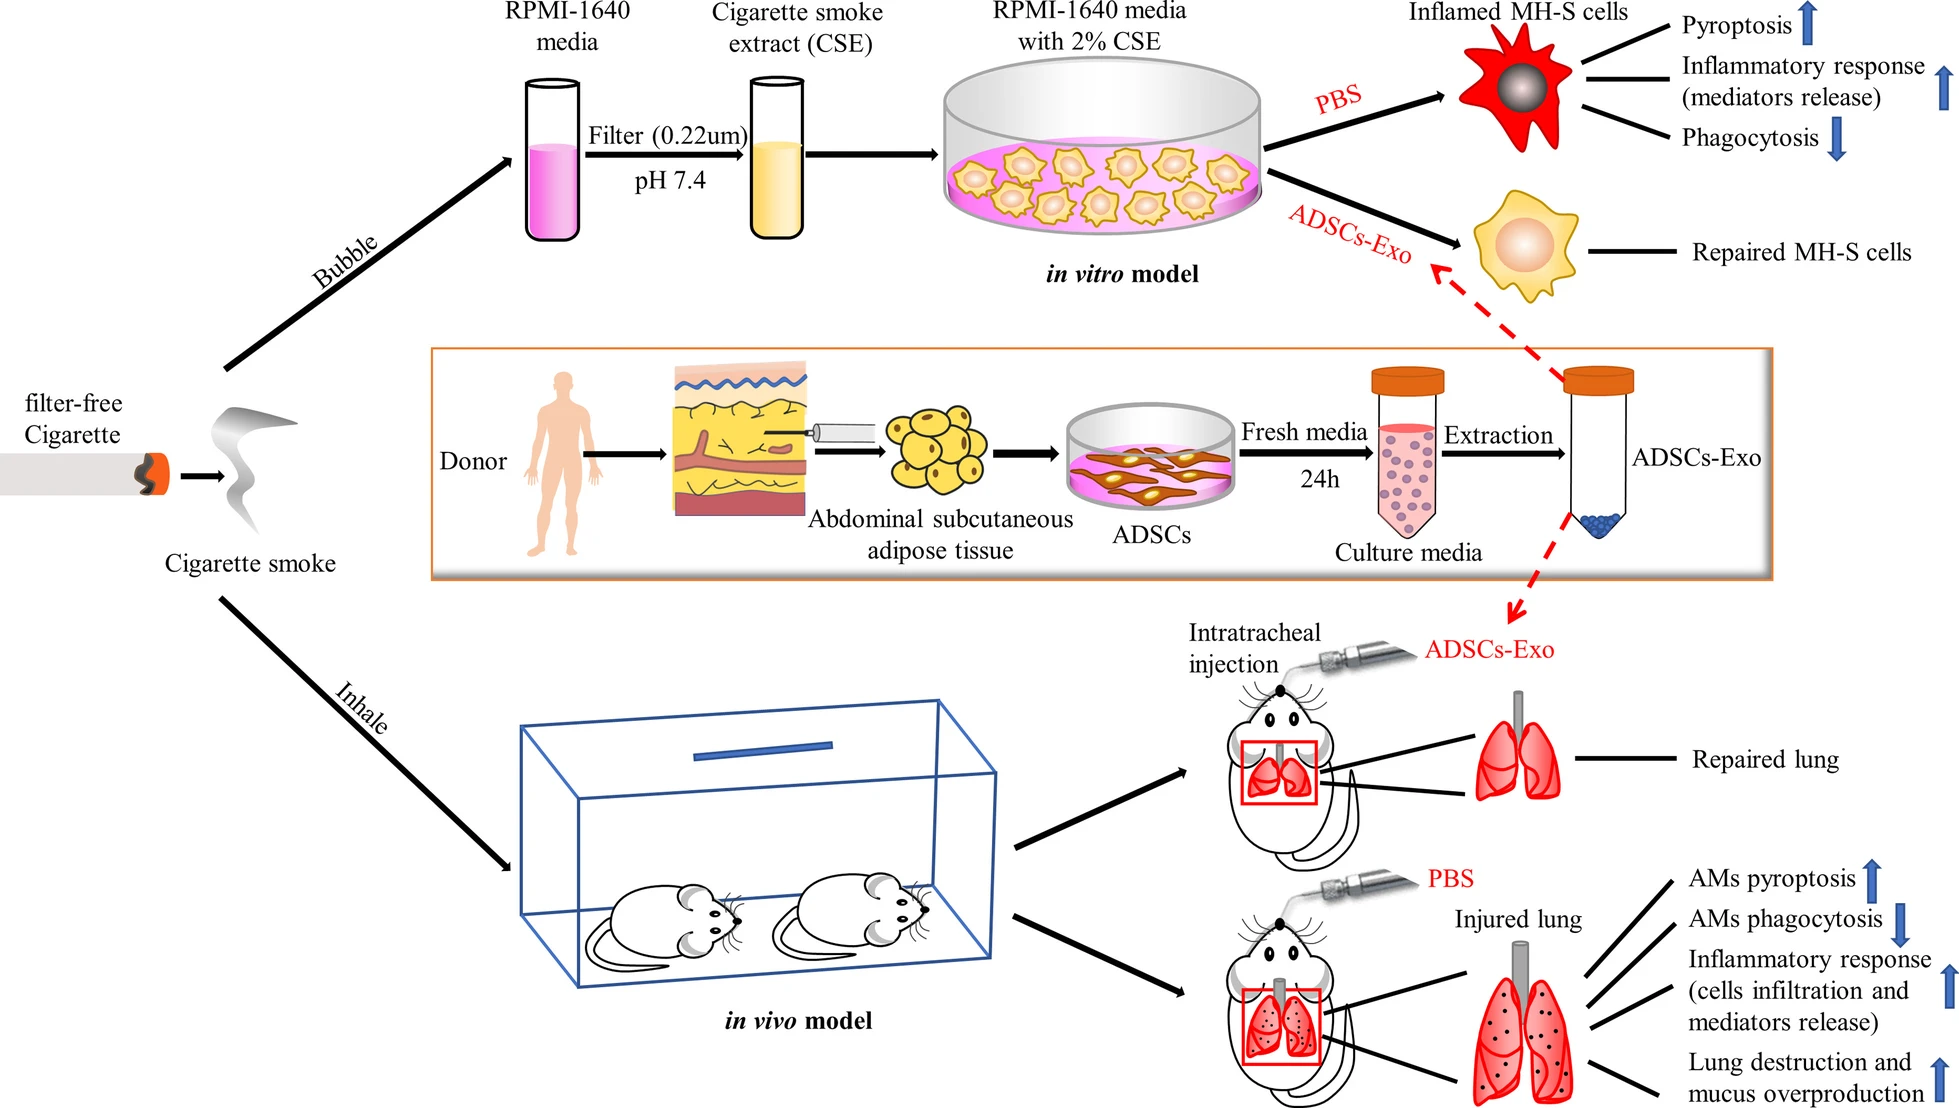 RPMI-1640
media
Cigarette smoke
extract (CSE)
RPMI-1640 media
with 2% CSE
Inflamed MH-S cells
Pyroptosis
Inflammatory response
(mediators release)
Phagocytosis
PBS
Filter (0.22um)
pH 7.4
Bubble
ADSCs-Exo
Repaired MH-S cells
in vitro model
filter-free
Cigarette
Cigarette smoke
Donor
Abdominal subcutaneous
adipose tissue
ADSCs
Fresh media
24h
Culture media
Extraction
ADSCs-Exo
Inhale
in vivo model
Intratracheal
injection
ADSCs-Exo
Repaired lung
PBS
Injured lung
AMs pyroptosis
AMs phagocytosis
Inflammatory response
(cells infiltration and
mediators release)
Lung destruction and
mucus overproduction